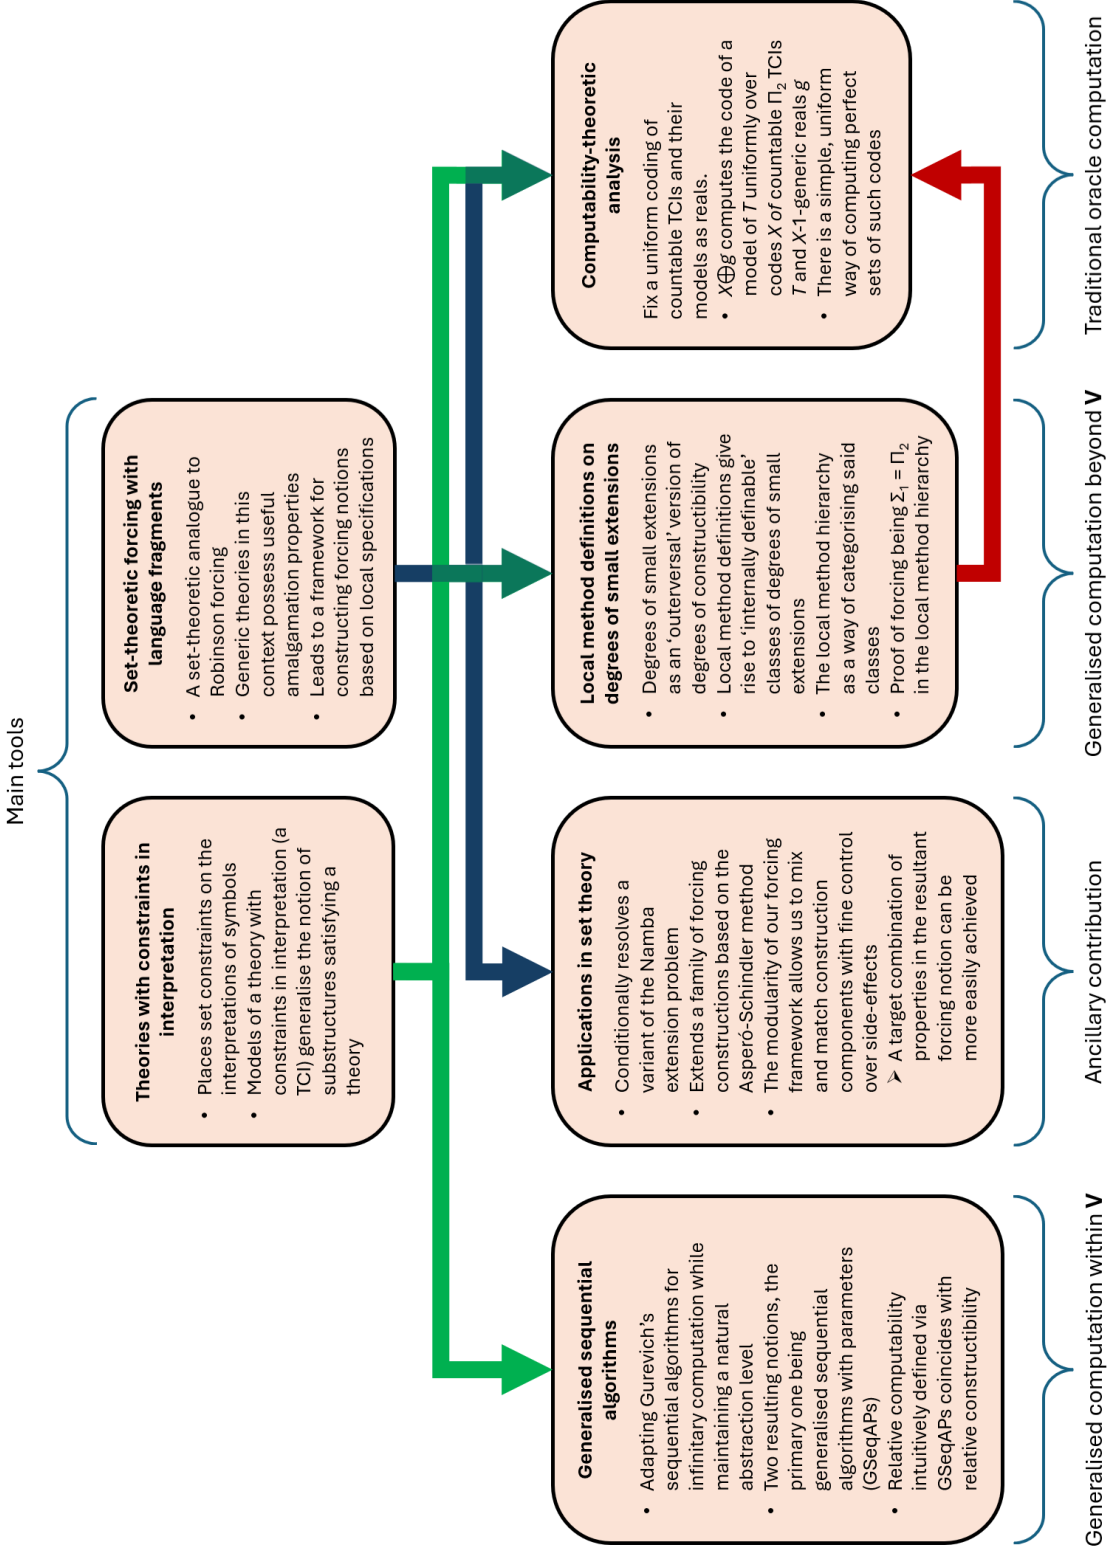 Main tools
Theories with constraints in
interpretation
• Places set constraints on the
interpretations of symbols
• Models of a theory with
constraints in interpretation (a
TCI) generalise the notion of
substructures satisfying a
theory
Set-theoretic forcing with
language fragments
• A set-theoretic analogue to
Robinson forcing
• Generic theories in this
context possess useful
amalgamation properties
• Leads to a framework for
constructing forcing notions
based on local specifications
Generalised sequential
algorithms
• Adapting Gurevich's
sequential algorithms for
infinitary computation while
maintaining a natural
abstraction level
• Two resulting notions, the
primary one being
generalised sequential
algorithms with parameters
(GSeqAPs)
• Relative computability
intuitively defined via
GSeqAPs coincides with
relative constructibility
Applications in set theory
• Conditionally resolves a
variant of the Namba
extension problem
• Extends a family of forcing
constructions based on the
Asperó-Schindler method
• The modularity of our forcing
framework allows us to mix
and match construction
components with fine control
over side-effects
➢ A target combination of
properties in the resultant
forcing notion can be
more easily achieved
Local method definitions on
degrees of small extensions
• Degrees of small extensions
as an 'outerversal' version of
degrees of constructibility
• Local method definitions give
rise to 'internally definable'
classes of degrees of small
extensions
• The local method hierarchy
as a way of categorising said
classes
• Proof of forcing being Σ₁ = Π₂
in the local method hierarchy
Computability-theoretic
analysis
Fix a uniform coding of
countable TCIs and their
models as reals.
• X⊕g computes the code of a
model of T uniformly over
codes X of countable Π₂ TCIs
T and X-1-generic reals g
• There is a simple, uniform
way of computing perfect
sets of such codes
Generalised computation within V
Ancillary contribution
Generalised computation beyond V
Traditional oracle computation